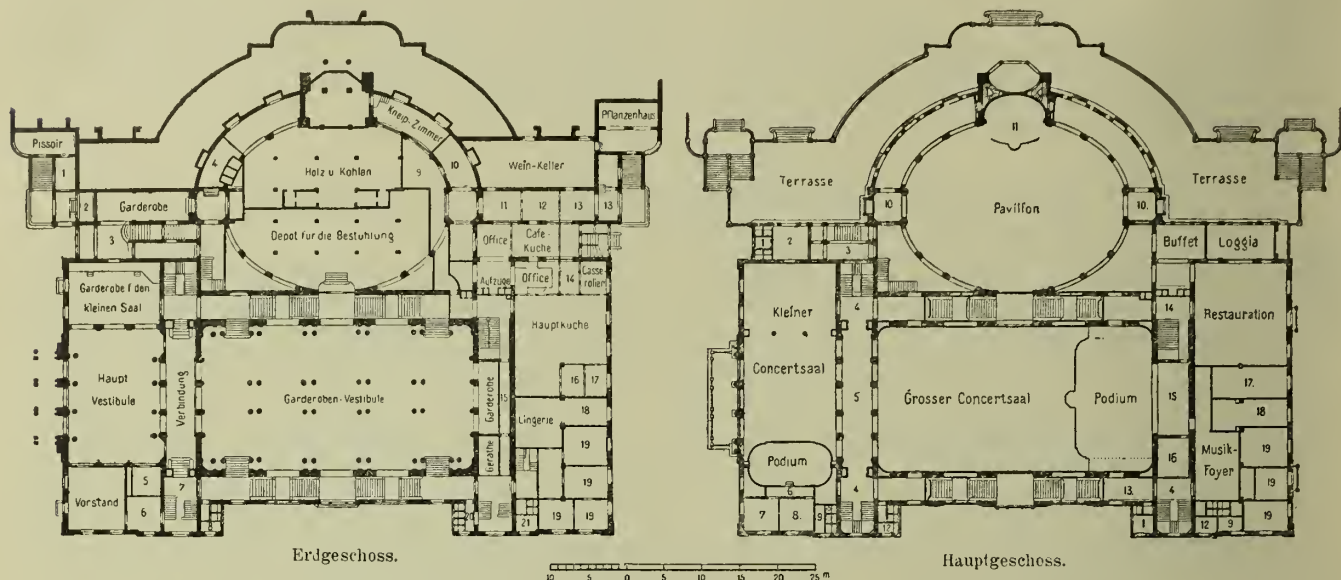 Pissoir
1
2
Garderobe
3
Kneip-Zimmer
Holz u. Kohlen
9
10
Wein-Keller
Pflanzenhaus
11
12
13
13
Depot für die Bestuhlung
Office
Café-
Küche
Aufzüge
Office
14
Casse-
rolier
Garderobe f. den
kleinen Saal
Haupt
Vestibule
Verbindung
Garderoben-Vestibule
Hauptküche
16
17
Garderobe
15
Lingerie
18
19
Geräthe
19
Vorstand
5
6
7
8
21
19
19
Erdgeschoss.
Terrasse
11
Terrasse
10
Pavillon
10.
1
2
3
Buffet
Loggia
Kleiner
Concertsaal
4
14
Restauration
5
Grosser Concertsaal
Podium
15
17.
18
16
Musik-
Foyer
19
19
Podium
6
7
8.
9
4
12
13.
1
4
12
9
19
Hauptgeschoss.
10 5 0 5 10 15 20 25 m